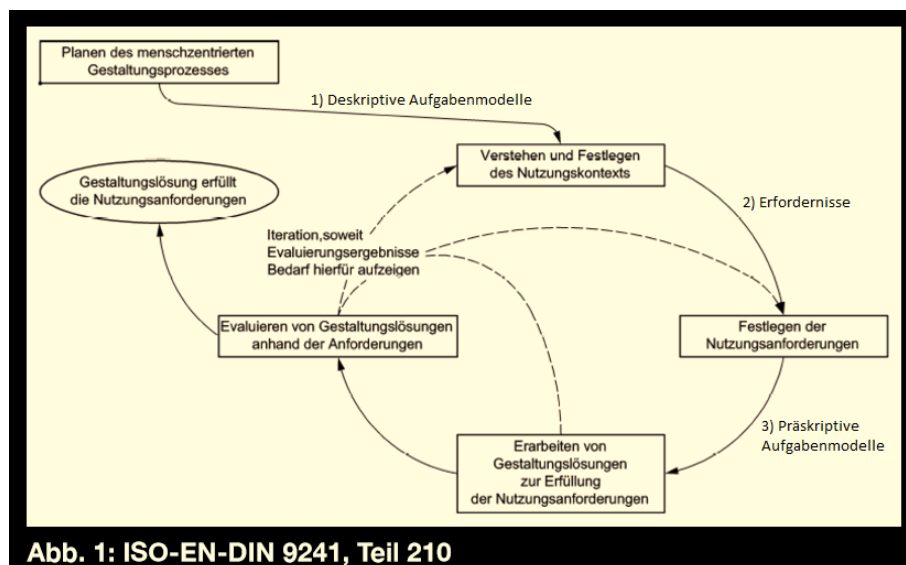 Planen des menschzentrierten
Gestaltungsprozesses
1) Deskriptive Aufgabenmodelle
Verstehen und Festlegen
des Nutzungskontexts
Gestaltungslösung erfüllt
die Nutzungsanforderungen
2) Erfordernisse
Iteration,soweit
Evaluierungsergebnisse
Bedarf hierfür aufzeigen
Evaluieren von Gestaltungslösungen
anhand der Anforderungen
Festlegen der
Nutzungsanforderungen
3) Präskriptive
Aufgabenmodelle
Erarbeiten von
Gestaltungslösungen
zur Erfüllung
der Nutzungsanforderungen
Abb. 1: ISO-EN-DIN 9241, Teil 210